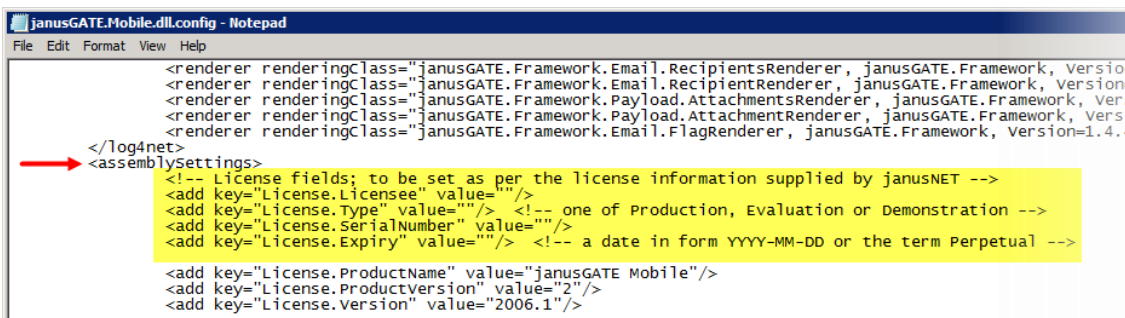 janusGATE.Mobile.dll.config - Notepad
File Edit Format View Help
<renderer renderingClass="janusGATE.Framework.Email.RecipientsRenderer, janusGATE.Framework, Versio
<renderer renderingClass="janusGATE.Framework.Email.RecipientRenderer, janusGATE.Framework, Version
<renderer renderingClass="janusGATE.Framework.Payload.AttachmentsRenderer, janusGATE.Framework, Ver
<renderer renderingClass="janusGATE.Framework.Payload.AttachmentRenderer, janusGATE.Framework, Vers
<renderer renderingClass="janusGATE.Framework.Email.FlagRenderer, janusGATE.Framework, Version=1.4.
</log4net>
<assemblySettings>
<!-- License fields; to be set as per the license information supplied by janusNET -->
<add key="License.Licensee" value=""/>
<add key="License.Type" value=""/> <!-- one of Production, Evaluation or Demonstration -->
<add key="License.SerialNumber" value=""/>
<add key="License.Expiry" value=""/> <!-- a date in form YYYY-MM-DD or the term Perpetual -->
<add key="License.ProductName" value="janusGATE Mobile"/>
<add key="License.ProductVersion" value="2"/>
<add key="License.Version" value="2006.1"/>